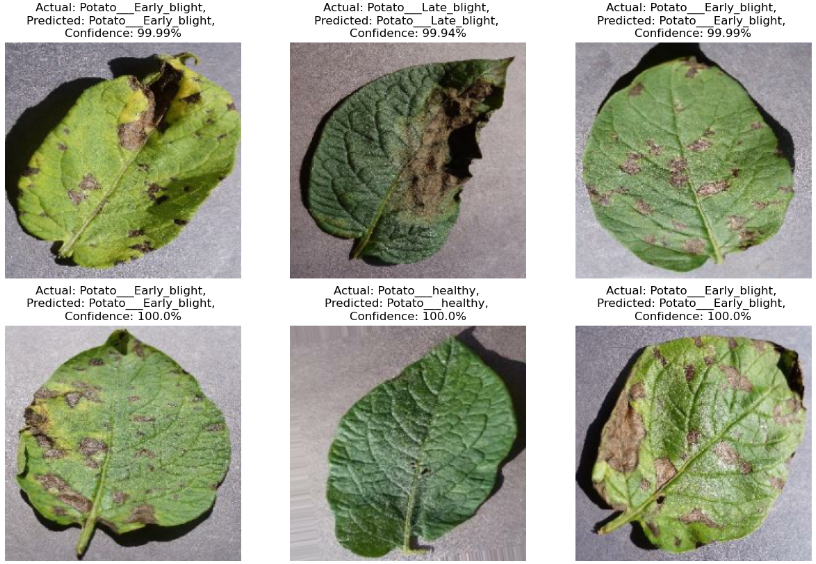 Actual: Potato___Early_blight,
Predicted: Potato___Early_blight,
Confidence: 99.99%
Actual: Potato___Late_blight,
Predicted: Potato___Late_blight,
Confidence: 99.94%
Actual: Potato___Early_blight,
Predicted: Potato___Early_blight,
Confidence: 99.99%
Actual: Potato___Early_blight,
Predicted: Potato___Early_blight,
Confidence: 100.0%
Actual: Potato___healthy,
Predicted: Potato___healthy,
Confidence: 100.0%
Actual: Potato___Early_blight,
Predicted: Potato___Early_blight,
Confidence: 100.0%